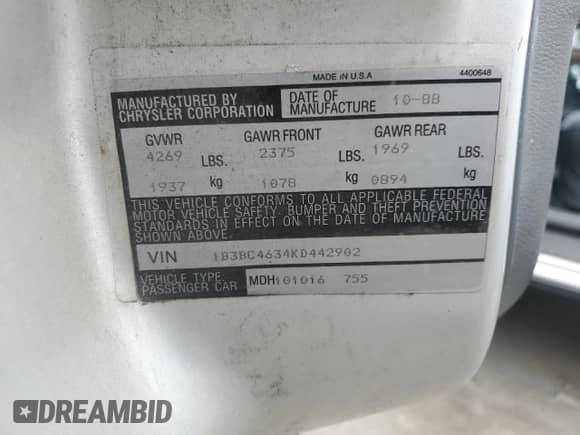 MADE IN U.S.A 4400648
MANUFACTURED BY CHRYSLER CORPORATION
DATE OF MANUFACTURE 10-88
GVWR GAWR FRONT GAWR REAR
4269 LBS. 2375 LBS. 1969 LBS.
1937 kg 1078 kg 0894 kg
THIS VEHICLE CONFORMS TO ALL APPLICABLE FEDERAL
MOTOR VEHICLE SAFETY, BUMPER AND THEFT PREVENTION
STANDARDS IN EFFECT ON THE DATE OF MANUFACTURE
SHOWN ABOVE.
VIN 1B3BC4634KD442902
VEHICLE TYPE: PASSENGER CAR
MDH101016 755
DREAMBID